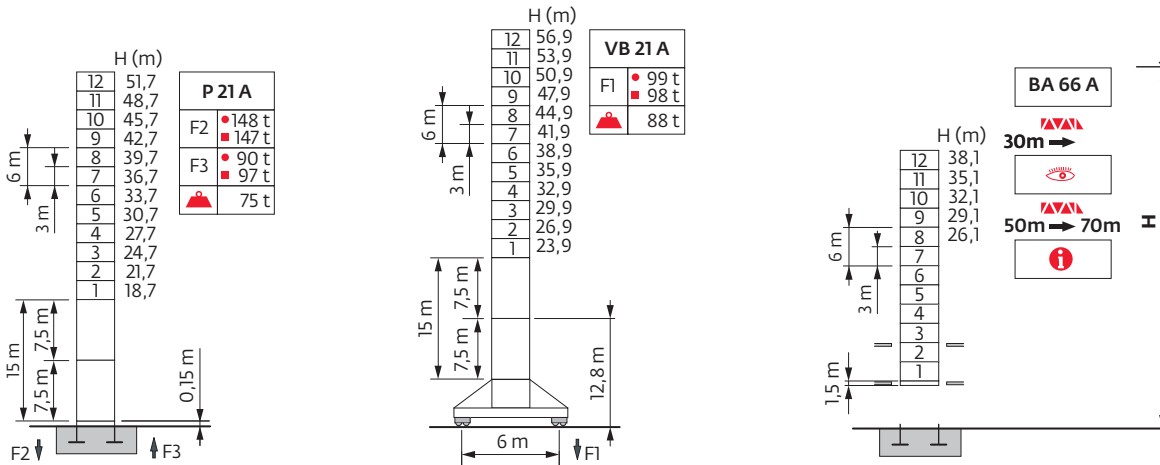 H (m)
12 51,7
11 48,7
10 45,7
9 42,7
8 39,7
7 36,7
6 33,7
5 30,7
4 27,7
3 24,7
2 21,7
1 18,7
6 m
3 m
15 m
7,5 m
7,5 m
0,15 m
F2
F3
P 21 A
F2 148 t
147 t
F3 90 t
97 t
75 t
H (m)
12 56,9
11 53,9
10 50,9
9 47,9
8 44,9
7 41,9
6 38,9
5 35,9
4 32,9
3 29,9
2 26,9
1 23,9
6 m
3 m
15 m
7,5 m
7,5 m
12,8 m
6 m
F1
VB 21 A
F1 99 t
98 t
88 t
H (m)
12 38,1
11 35,1
10 32,1
9 29,1
8 26,1
7
6
5
4
3
2
1
6 m
3 m
1,5 m
BA 66 A
30m
50m 70m
i
H